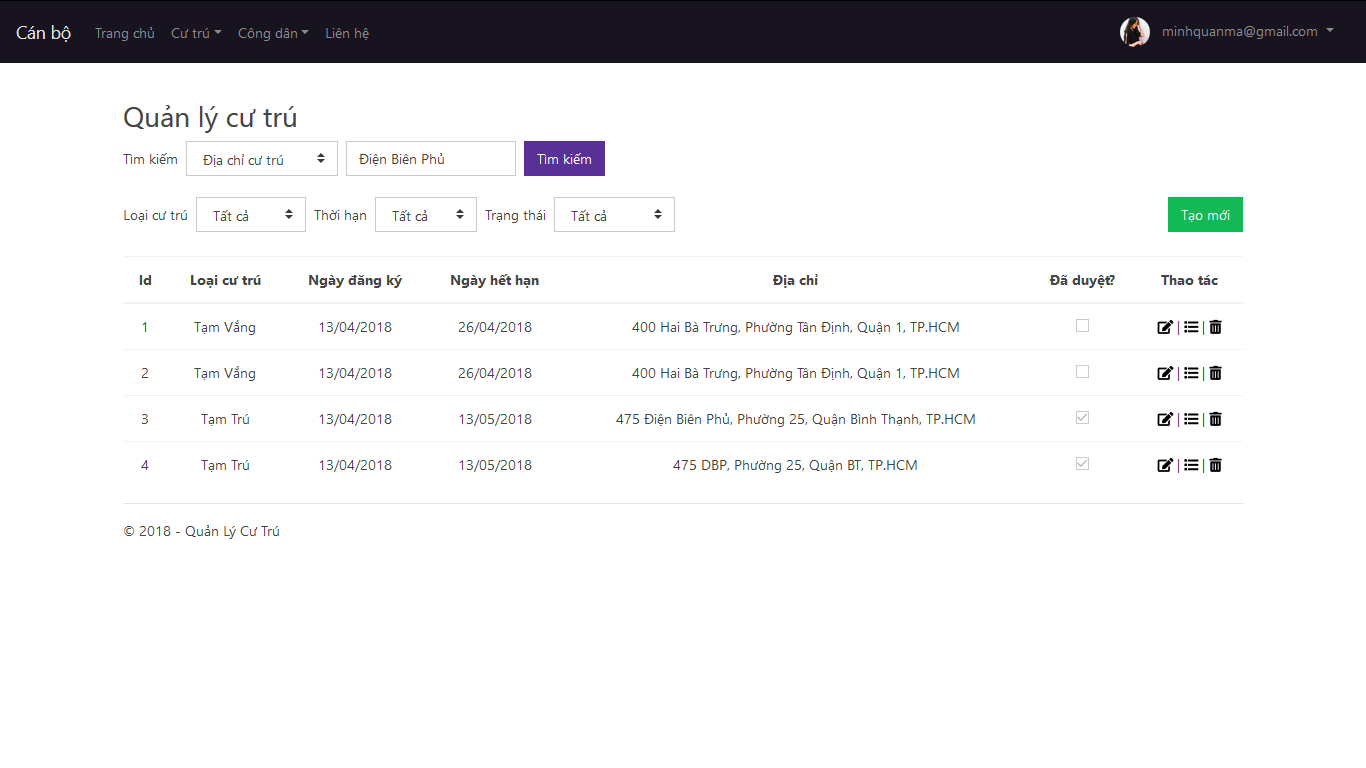 Cán bộ Trang chủ Cư trú Công dân Liên hệ minhquanma@gmail.com
Quản lý cư trú
Tìm kiếm Địa chỉ cư trú Điện Biên Phủ Tìm kiếm
Loại cư trú Tất cả Thời hạn Tất cả Trạng thái Tất cả Tạo mới
Id Loại cư trú Ngày đăng ký Ngày hết hạn Địa chỉ Đã duyệt? Thao tác
1 Tạm Vắng 13/04/2018 26/04/2018 400 Hai Bà Trưng, Phường Tân Định, Quận 1, TP.HCM | |
2 Tạm Vắng 13/04/2018 26/04/2018 400 Hai Bà Trưng, Phường Tân Định, Quận 1, TP.HCM | |
3 Tạm Trú 13/04/2018 13/05/2018 475 Điện Biên Phủ, Phường 25, Quận Bình Thạnh, TP.HCM | |
4 Tạm Trú 13/04/2018 13/05/2018 475 DBP, Phường 25, Quận BT, TP.HCM | |
© 2018 - Quản Lý Cư Trú